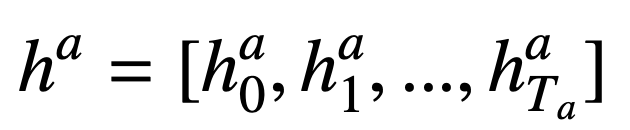 h^a = [h_0^a, h_1^a, ..., h_{T_a}^a]